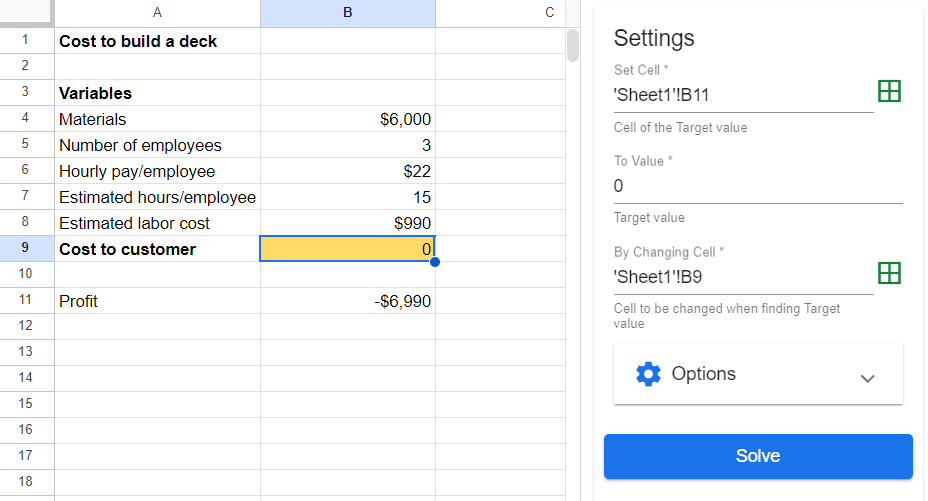 A B C
1 Cost to build a deck
2
3 Variables
4 Materials $6,000
5 Number of employees 3
6 Hourly pay/employee $22
7 Estimated hours/employee 15
8 Estimated labor cost $990
9 Cost to customer 0
10
11 Profit -$6,990
12
13
14
15
16
17
18
Settings
Set Cell *
'Sheet1'!B11
Cell of the Target value
To Value *
0
Target value
By Changing Cell *
'Sheet1'!B9
Cell to be changed when finding Target
value
Options
Solve